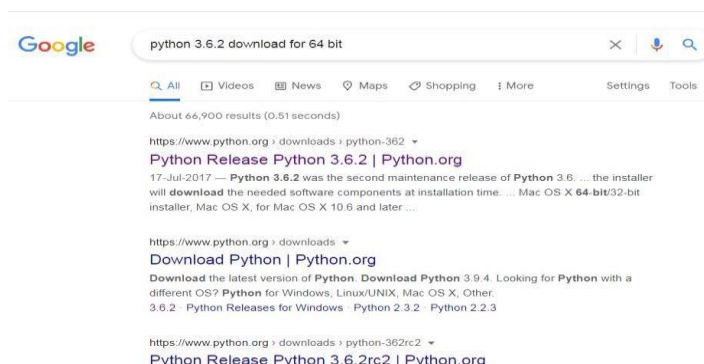 Google
python 3.6.2 download for 64 bit
All Videos News Maps Shopping More Settings Tools
About 66,900 results (0.51 seconds)
https://www.python.org › downloads › python-362
Python Release Python 3.6.2 | Python.org
17-Jul-2017 — Python 3.6.2 was the second maintenance release of Python 3.6. ... the installer
will download the needed software components at installation time. ... Mac OS X 64-bit/32-bit
installer, Mac OS X, for Mac OS X 10.6 and later ...
https://www.python.org › downloads
Download Python | Python.org
Download the latest version of Python. Download Python 3.9.4. Looking for Python with a
different OS? Python for Windows, Linux/UNIX, Mac OS X, Other.
3.6.2 · Python Releases for Windows · Python 2.3.2 · Python 2.2.3
https://www.python.org › downloads › python-362rc2
Python Release Python 3.6.2rc2 | Python.org